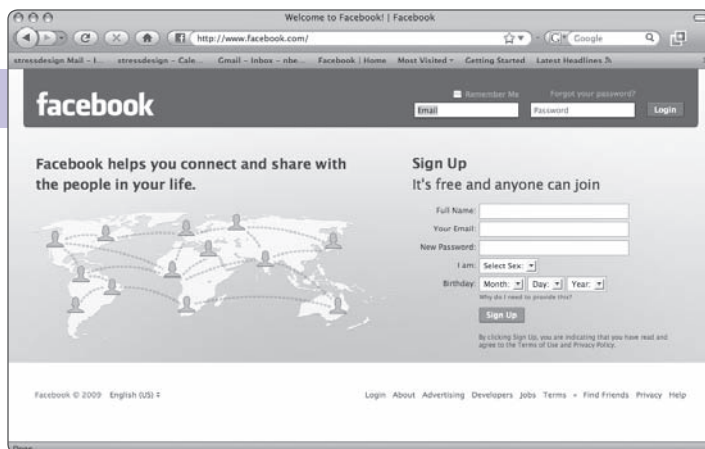 Welcome to Facebook! | Facebook
http://www.facebook.com/
Google
stressdesign Mail – I... stressdesign – Cale... Gmail – Inbox – nbe... Facebook | Home Most Visited Getting Started Latest Headlines
facebook
Remember Me Forgot your password?
Email Password Login
Facebook helps you connect and share with
the people in your life.
Sign Up
It's free and anyone can join
Full Name:
Your Email:
New Password:
I am: Select Sex:
Birthday: Month: Day: Year:
Why do I need to provide this?
Sign Up
By clicking Sign Up, you are indicating that you have read and
agree to the Terms of Use and Privacy Policy.
Facebook © 2009 English (US)
Login About Advertising Developers Jobs Terms • Find Friends Privacy Help